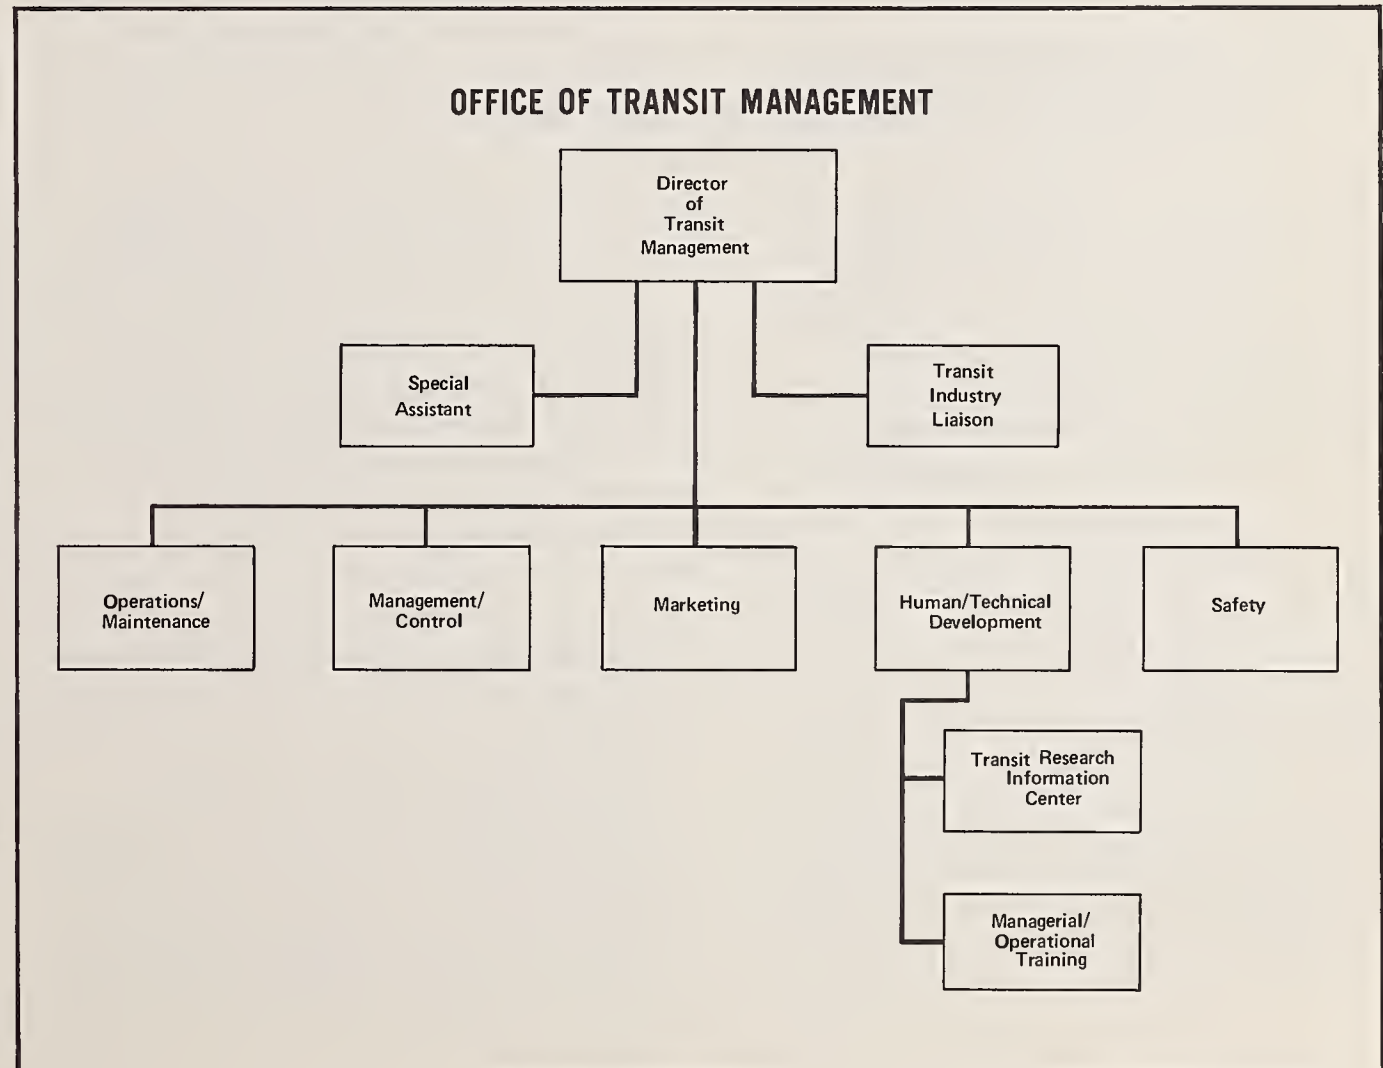 OFFICE OF TRANSIT MANAGEMENT
Director
of
Transit
Management
Special
Assistant
Transit
Industry
Liaison
Operations/
Maintenance
Management/
Control
Marketing
Human/Technical
Development
Safety
Transit Research
Information
Center
Managerial/
Operational
Training